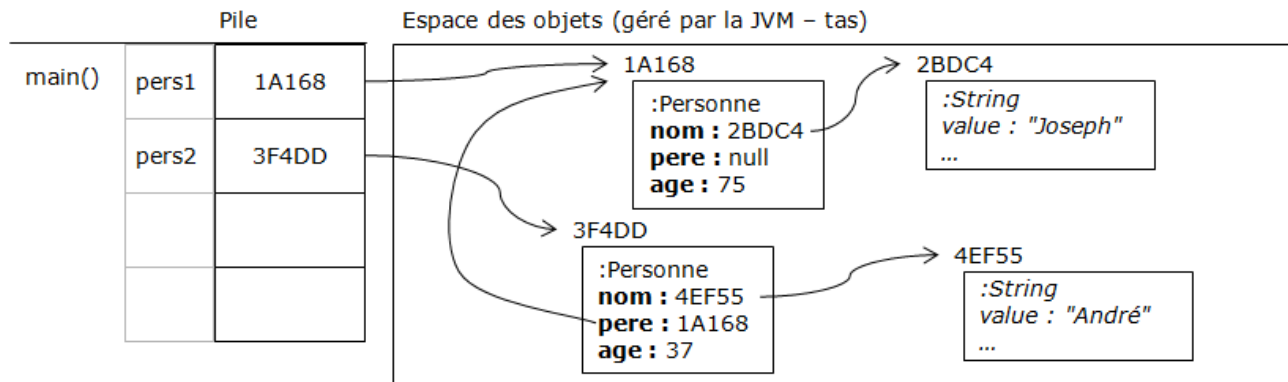 Pile
Espace des objets (géré par la JVM – tas)
main()
pers1
1A168
pers2
3F4DD
1A168
:Personne
nom : 2BDC4
pere : null
age : 75
2BDC4
:String
value : "Joseph"
...
3F4DD
:Personne
nom : 4EF55
pere : 1A168
age : 37
4EF55
:String
value : "André"
...